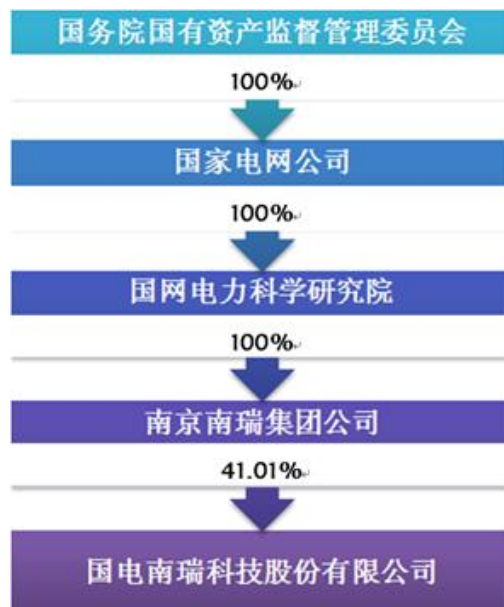 国务院国有资产监督管理委员会
100%
国家电网公司
100%
国网电力科学研究院
100%
南京南瑞集团公司
41.01%
国电南瑞科技股份有限公司